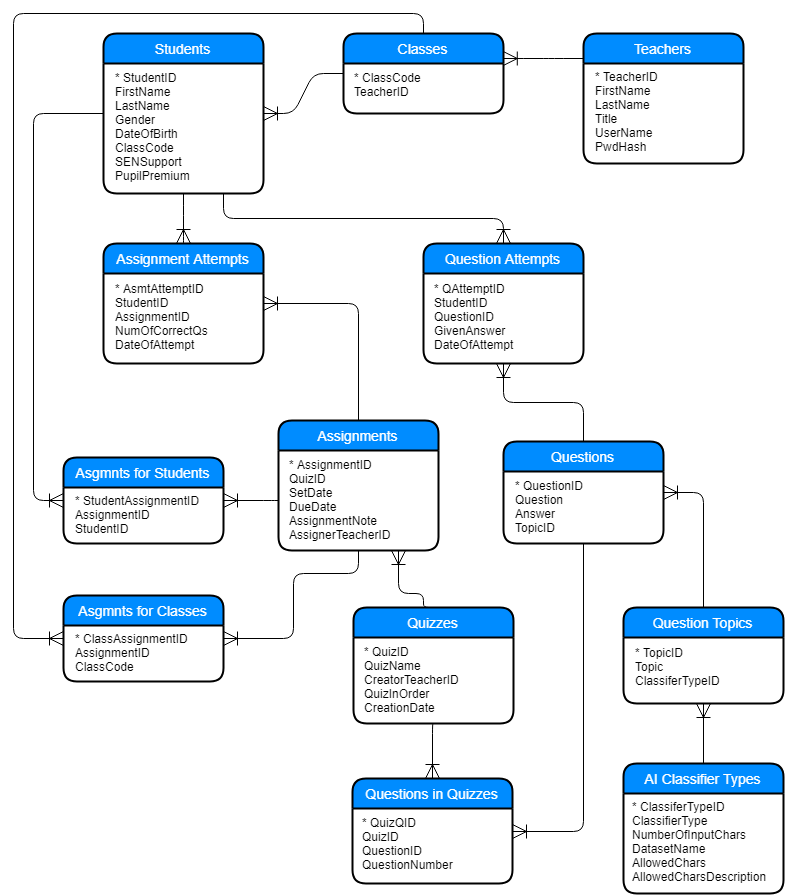 Students
* StudentID
FirstName
LastName
Gender
DateOfBirth
ClassCode
SENSupport
PupilPremium
Classes
* ClassCode
TeacherID
Teachers
* TeacherID
FirstName
LastName
Title
UserName
PwdHash
Assignment Attempts
* AsmtAttemptID
StudentID
AssignmentID
NumOfCorrectQs
DateOfAttempt
Question Attempts
* QAttemptID
StudentID
QuestionID
GivenAnswer
DateOfAttempt
Assignments
* AssignmentID
QuizID
SetDate
DueDate
AssignmentNote
AssignerTeacherID
Questions
* QuestionID
Question
Answer
TopicID
Asgmnts for Students
* StudentAssignmentID
AssignmentID
StudentID
Asgmnts for Classes
* ClassAssignmentID
AssignmentID
ClassCode
Quizzes
* QuizID
QuizName
CreatorTeacherID
QuizInOrder
CreationDate
Question Topics
* TopicID
Topic
ClassiferTypeID
Questions in Quizzes
* QuizQID
QuizID
QuestionID
QuestionNumber
AI Classifier Types
* ClassiferTypeID
ClassifierType
NumberOfInputChars
DatasetName
AllowedChars
AllowedCharsDescription